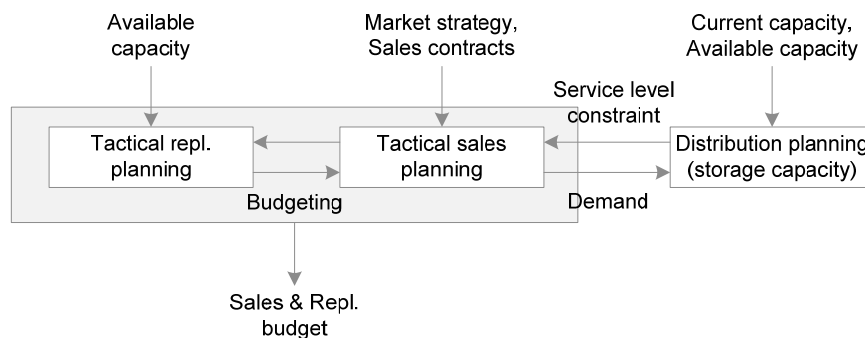 Available
capacity
Market strategy,
Sales contracts
Current capacity,
Available capacity
Service level
constraint
Tactical repl.
planning
Tactical sales
planning
Distribution planning
(storage capacity)
Budgeting
Demand
Sales & Repl.
budget